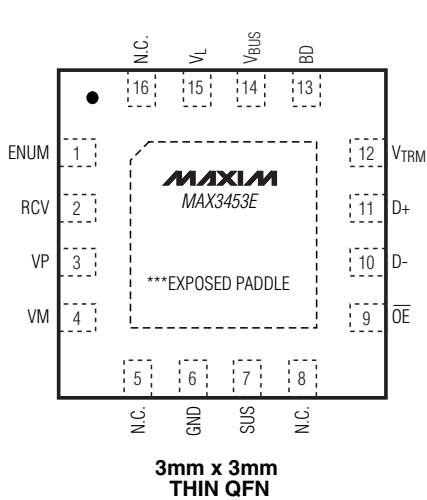 N.C. VL VBUS BD
16 15 14 13
ENUM 1 12 VTRM
RCV 2 MAXIM 11 D+
MAX3453E
VP 3 10 D-
***EXPOSED PADDLE
VM 4 9 O̅E̅
5 6 7 8
N.C. GND SUS N.C.
3mm x 3mm
THIN QFN